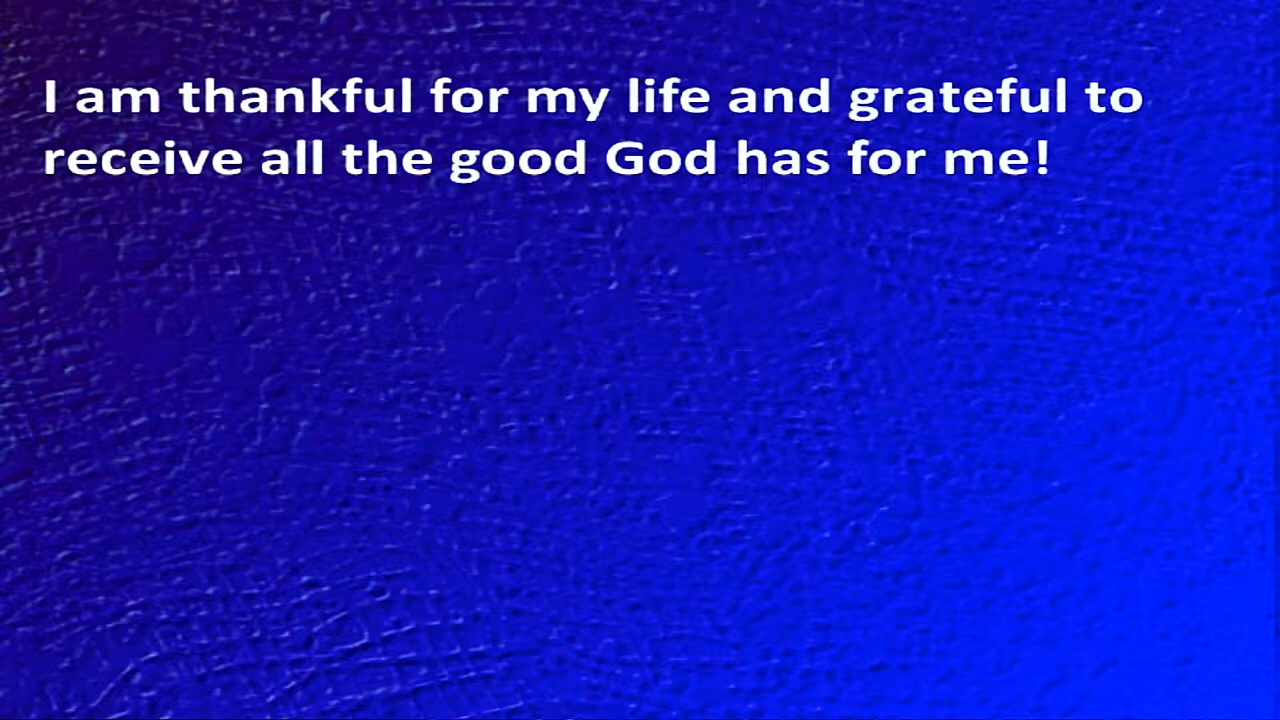 I am thankful for my life and grateful to
receive all the good God has for me!